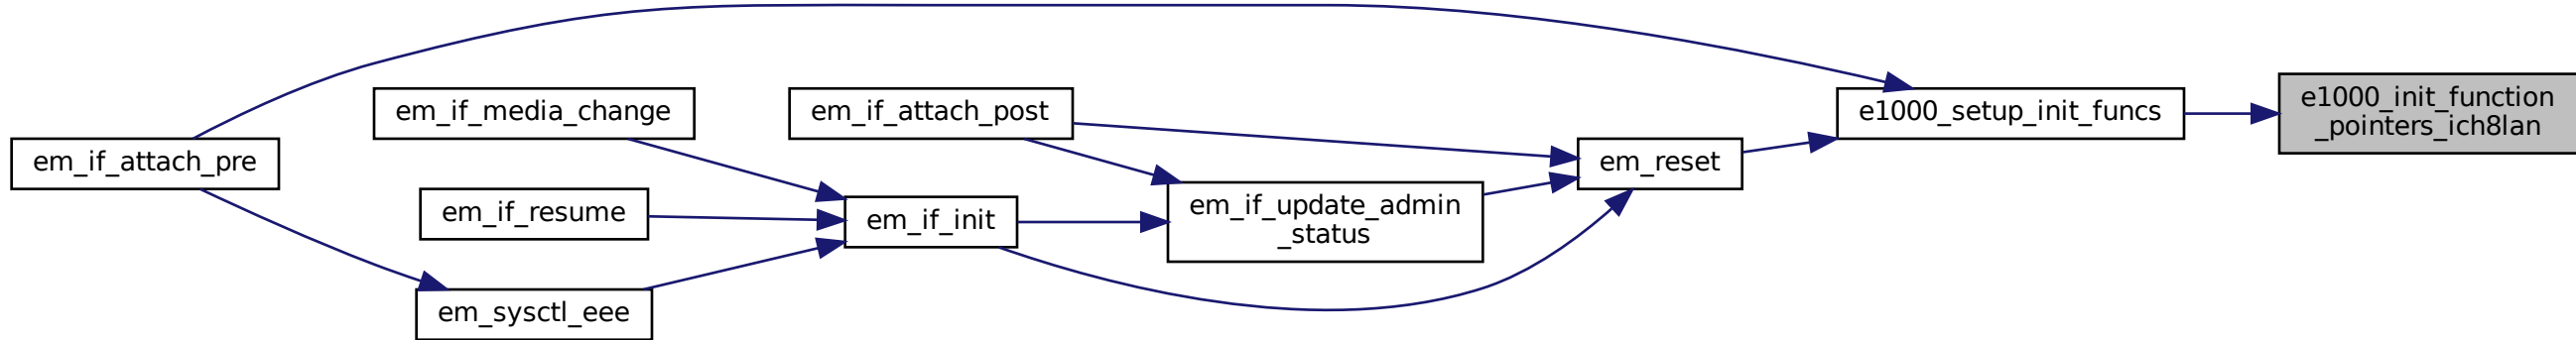 em_if_attach_pre
em_if_media_change
em_if_resume
em_sysctl_eee
em_if_attach_post
em_if_init
em_if_update_admin
_status
em_reset
e1000_setup_init_funcs
e1000_init_function
_pointers_ich8lan